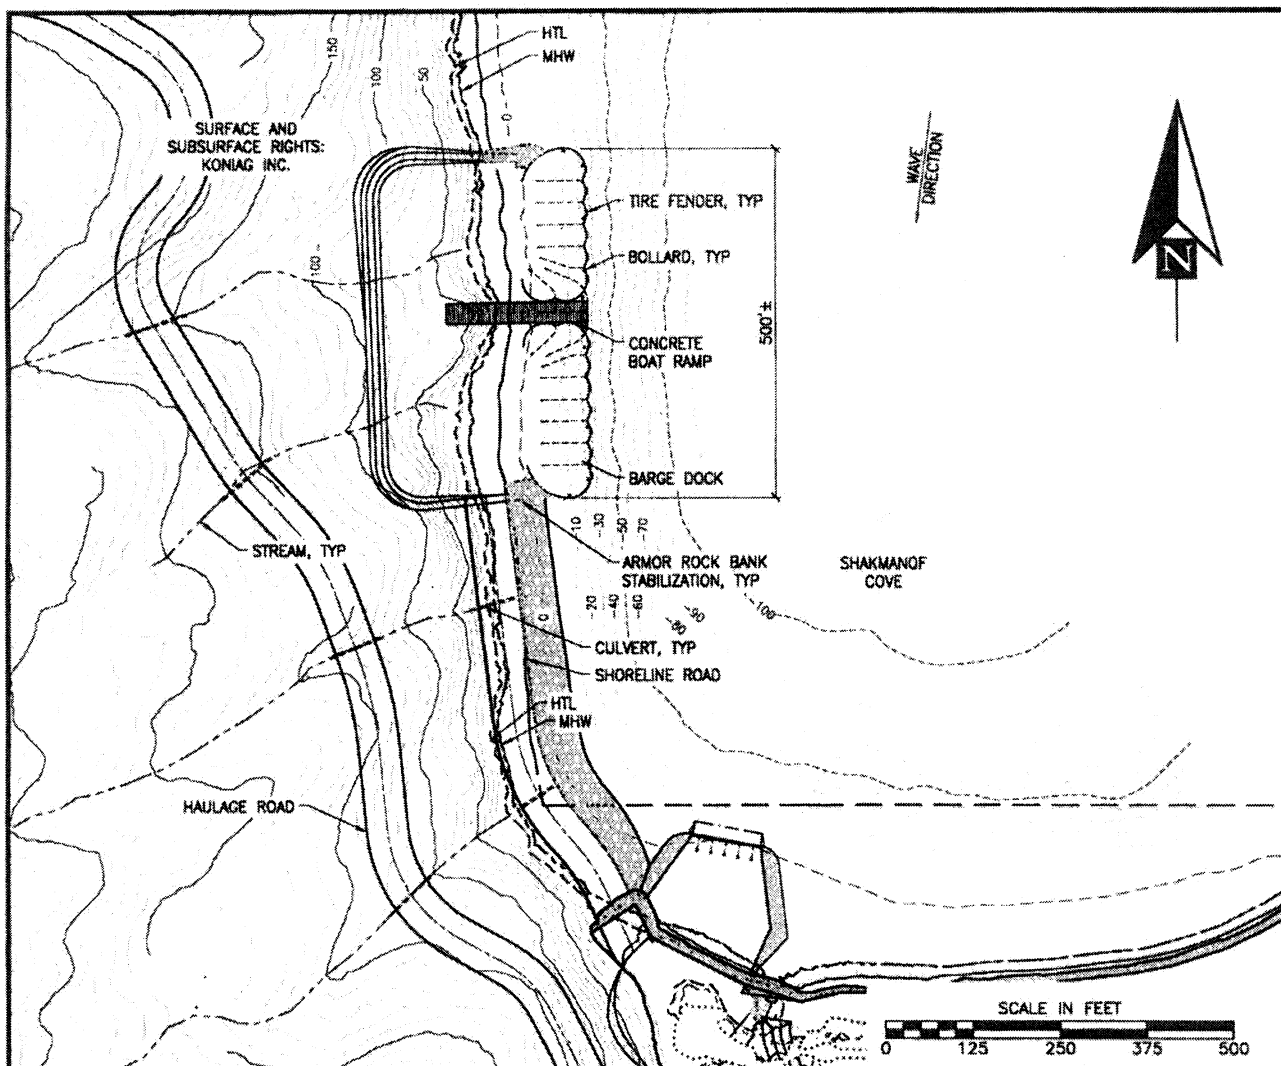 HTL
MHW
150
100
50
0
SURFACE AND
SUBSURFACE RIGHTS:
KONIAG INC.
WAVE
DIRECTION
N
TIRE FENDER, TYP
BOLLARD, TYP
100
CONCRETE
BOAT RAMP
500'±
BARGE DOCK
-10
-30
-50
-70
STREAM, TYP
ARMOR ROCK BANK
STABILIZATION, TYP
SHAKMANOF
COVE
-20
-40
-60
-80
-90
-100
0
CULVERT, TYP
SHORELINE ROAD
HTL
MHW
HAULAGE ROAD
SCALE IN FEET
0 125 250 375 500